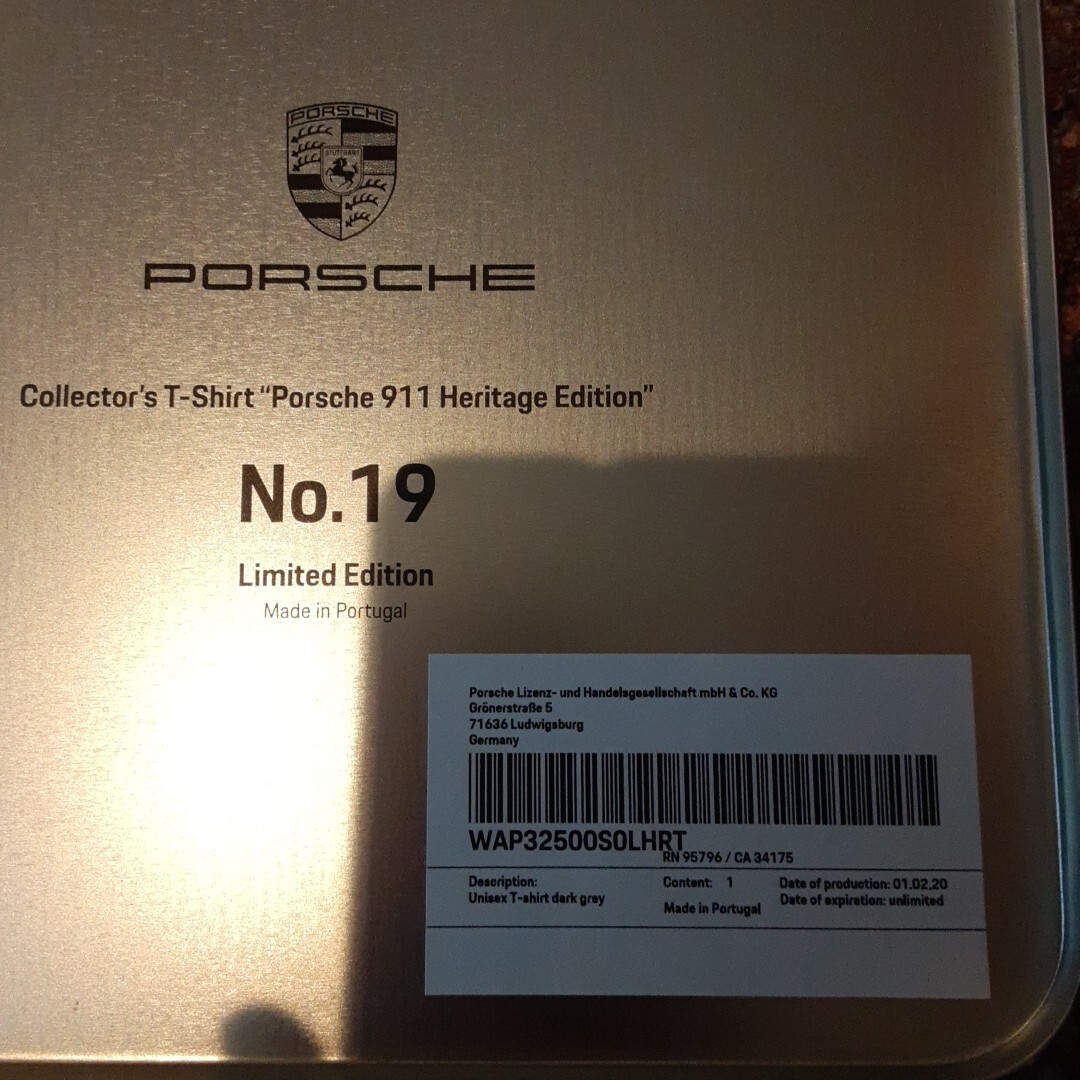 PORSCHE
STUTTGART
PORSCHE
Collector's T-Shirt “Porsche 911 Heritage Edition”
No.19
Limited Edition
Made in Portugal
Porsche Lizenz- und Handelsgesellschaft mbH & Co. KG
Grönerstraße 5
71636 Ludwigsburg
Germany
WAP32500S0LHRT
RN 95796 / CA 34175
Description:
Unisex T-shirt dark grey
Content: 1
Made in Portugal
Date of production: 01.02.20
Date of expiration: unlimited